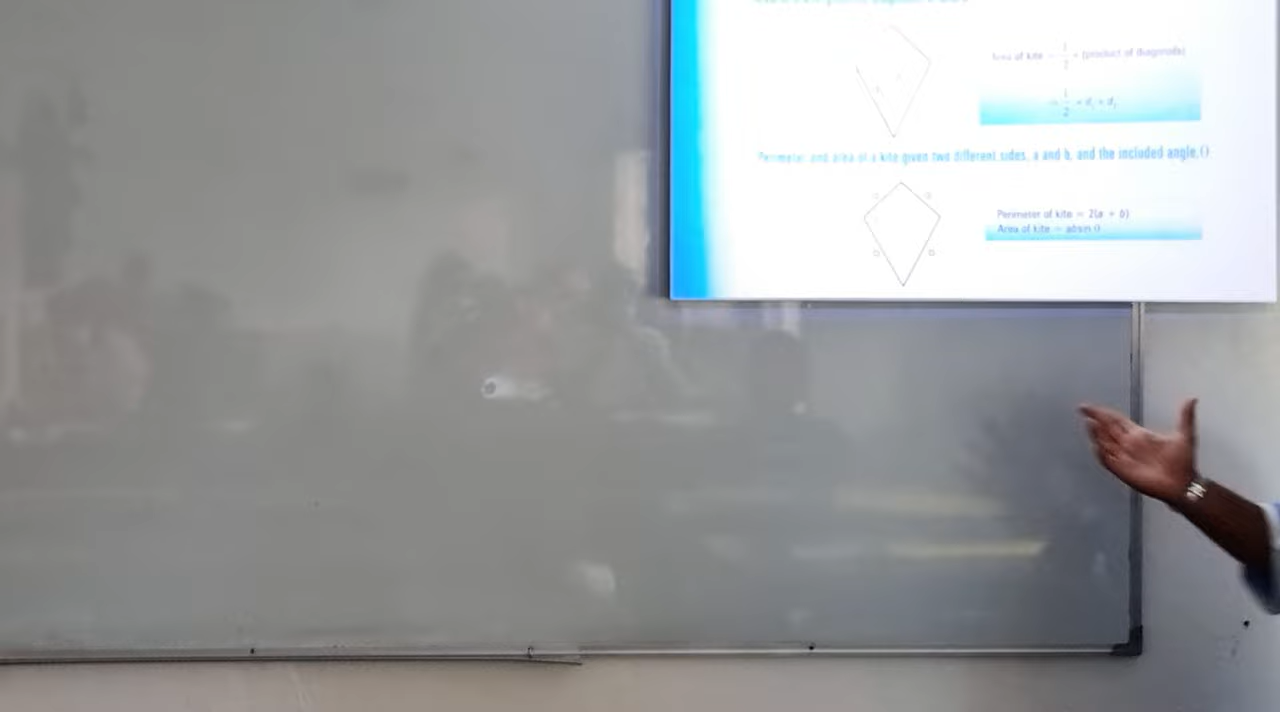 Area of kite = 1/2 × (product of diagonals)
= 1/2 × d₁ × d₂
Perimeter and area of a kite given two different sides, a and b, and the included angle, θ
Perimeter of kite = 2(a + b)
Area of kite = absin θ